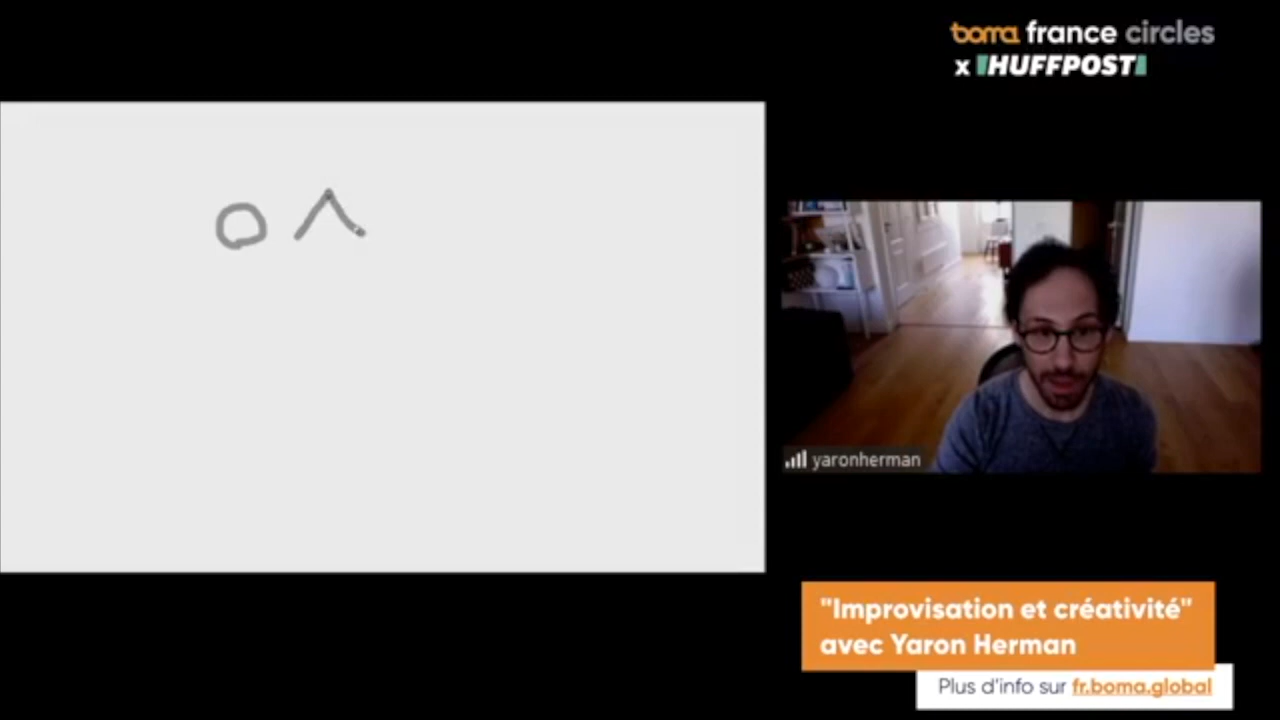 boma france circles
x HUFFPOST
yaronherman
"Improvisation et créativité"
avec Yaron Herman
Plus d'info sur fr.boma.global